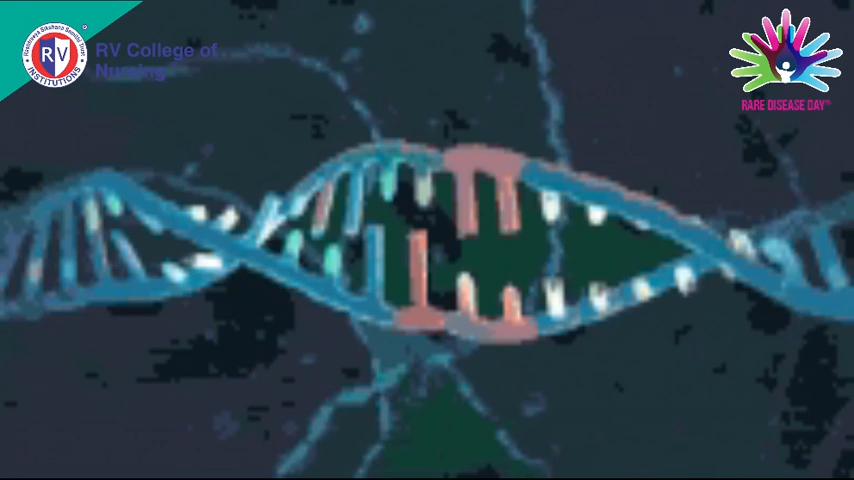 RV
INSTITUTIONS
RV College of
Nursing
RARE DISEASE DAY